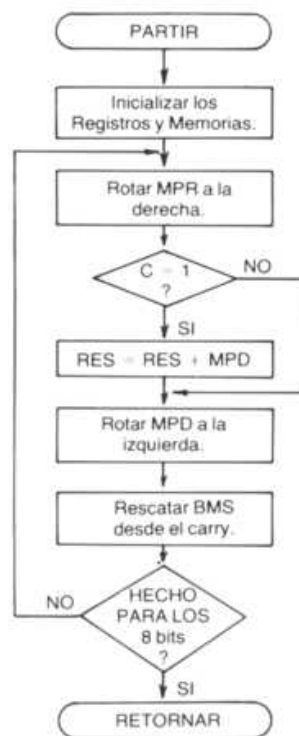 PARTIR
Inicializar los
Registros y Memorias.
Rotar MPR a la
derecha.
C = 1
?
NO
SI
RES = RES + MPD
Rotar MPD a la
izquierda.
Rescatar BMS
desde el carry.
HECHO
PARA LOS
8 bits
?
NO
SI
RETORNAR